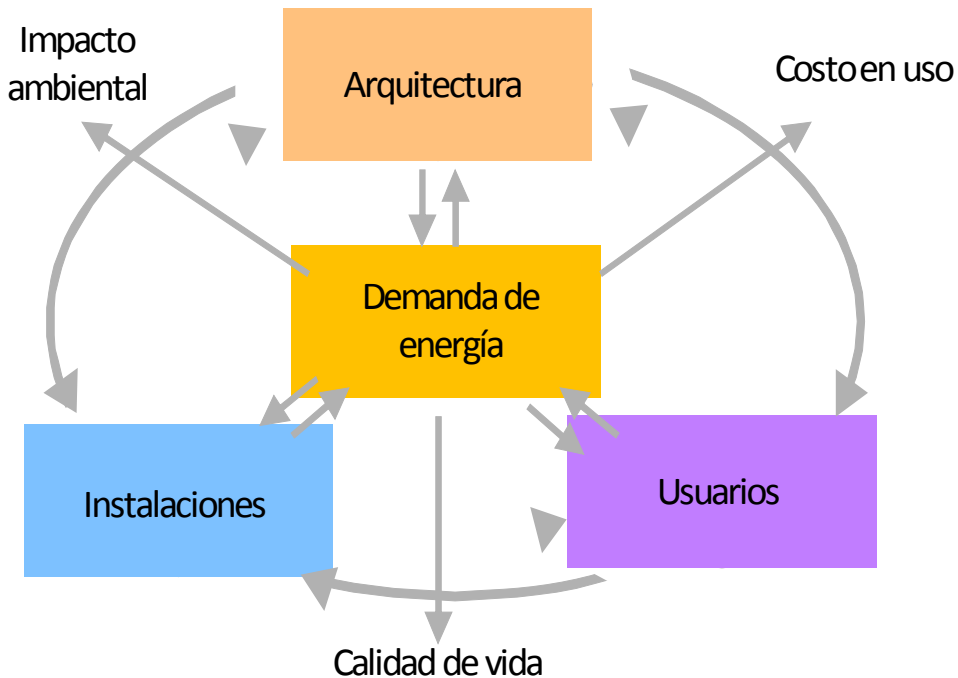 Impacto
ambiental
Arquitectura
Costo en uso
Demanda de
energía
Instalaciones
Usuarios
Calidad de vida